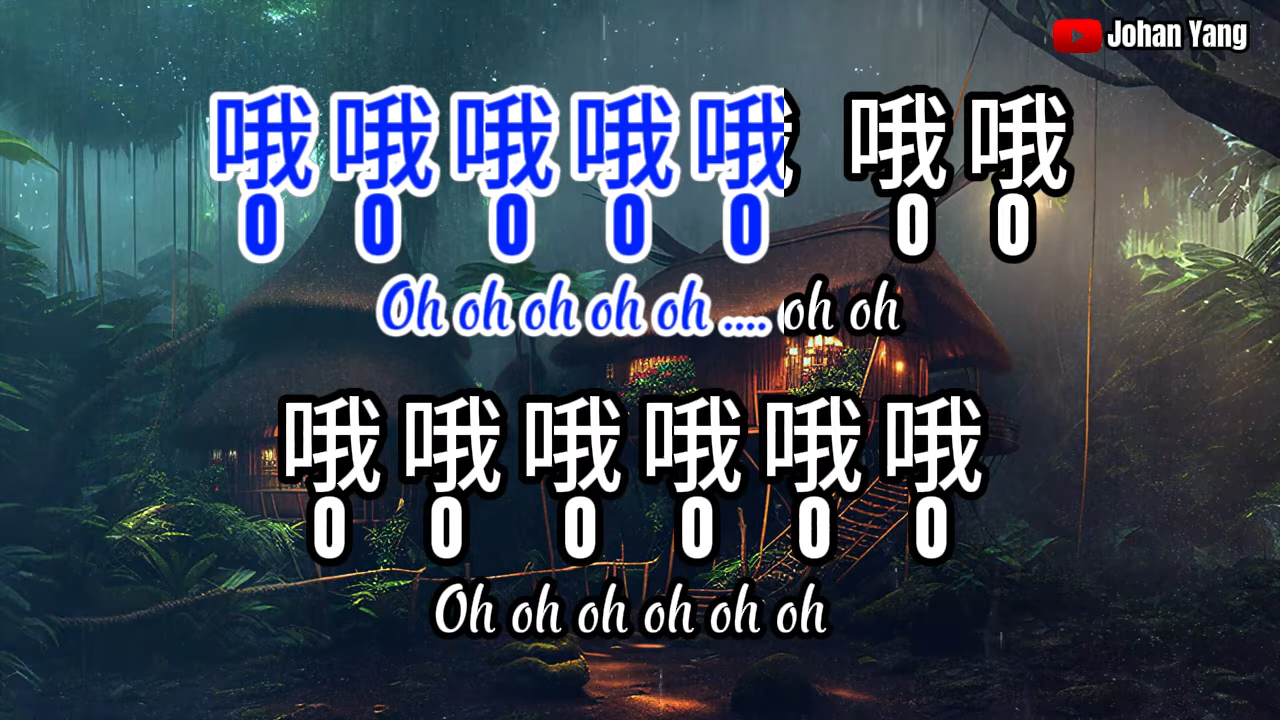 Johan Yang
哦 哦 哦 哦 哦 哦 哦
O O O O O O O
Oh oh oh oh oh .... oh oh
哦 哦 哦 哦 哦 哦
O O O O O O
Oh oh oh oh oh oh